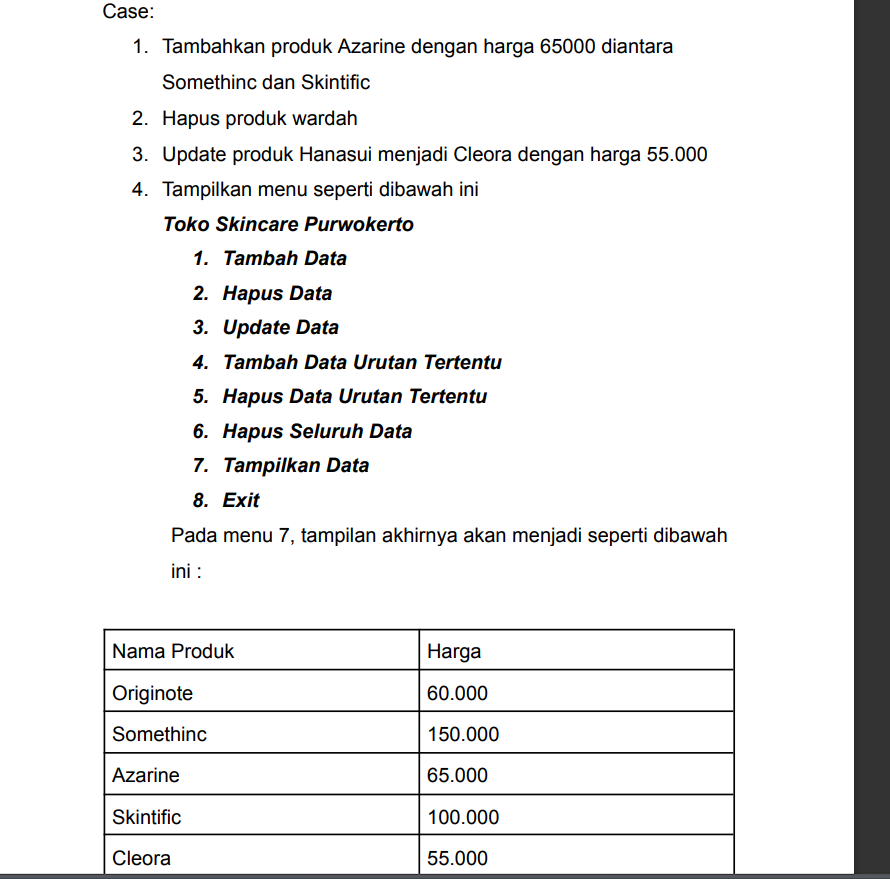 Case:
1. Tambahkan produk Azarine dengan harga 65000 diantara
Somethinc dan Skintific
2. Hapus produk wardah
3. Update produk Hanasui menjadi Cleora dengan harga 55.000
4. Tampilkan menu seperti dibawah ini
Toko Skincare Purwokerto
1. Tambah Data
2. Hapus Data
3. Update Data
4. Tambah Data Urutan Tertentu
5. Hapus Data Urutan Tertentu
6. Hapus Seluruh Data
7. Tampilkan Data
8. Exit
Pada menu 7, tampilan akhirnya akan menjadi seperti dibawah
ini :
Nama Produk Harga
Originote 60.000
Somethinc 150.000
Azarine 65.000
Skintific 100.000
Cleora 55.000